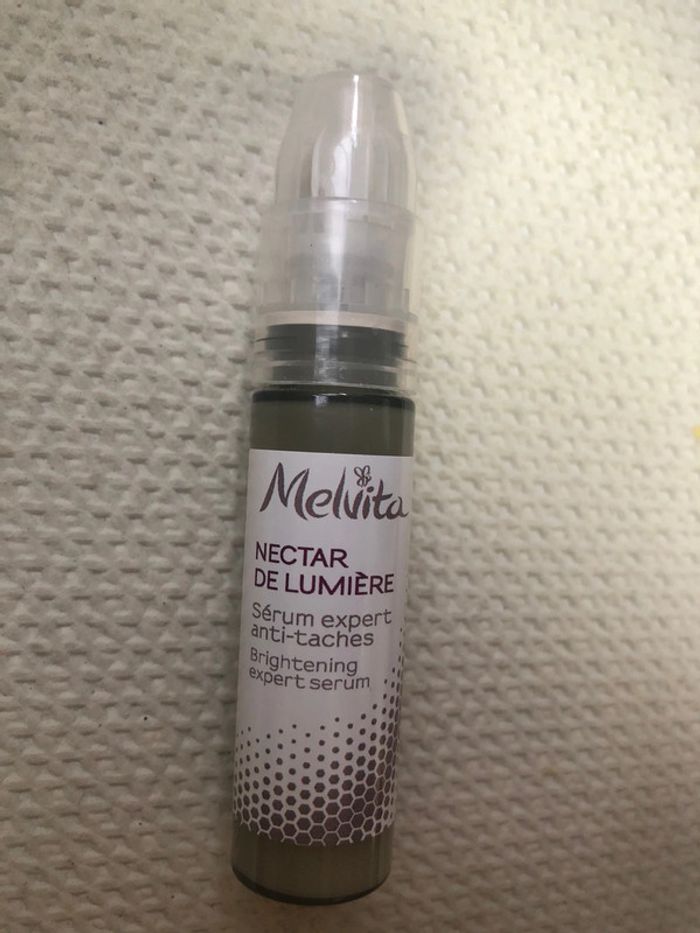 Melvita
NECTAR
DE LUMIÈRE
Sérum expert
anti-taches
Brightening
expert serum